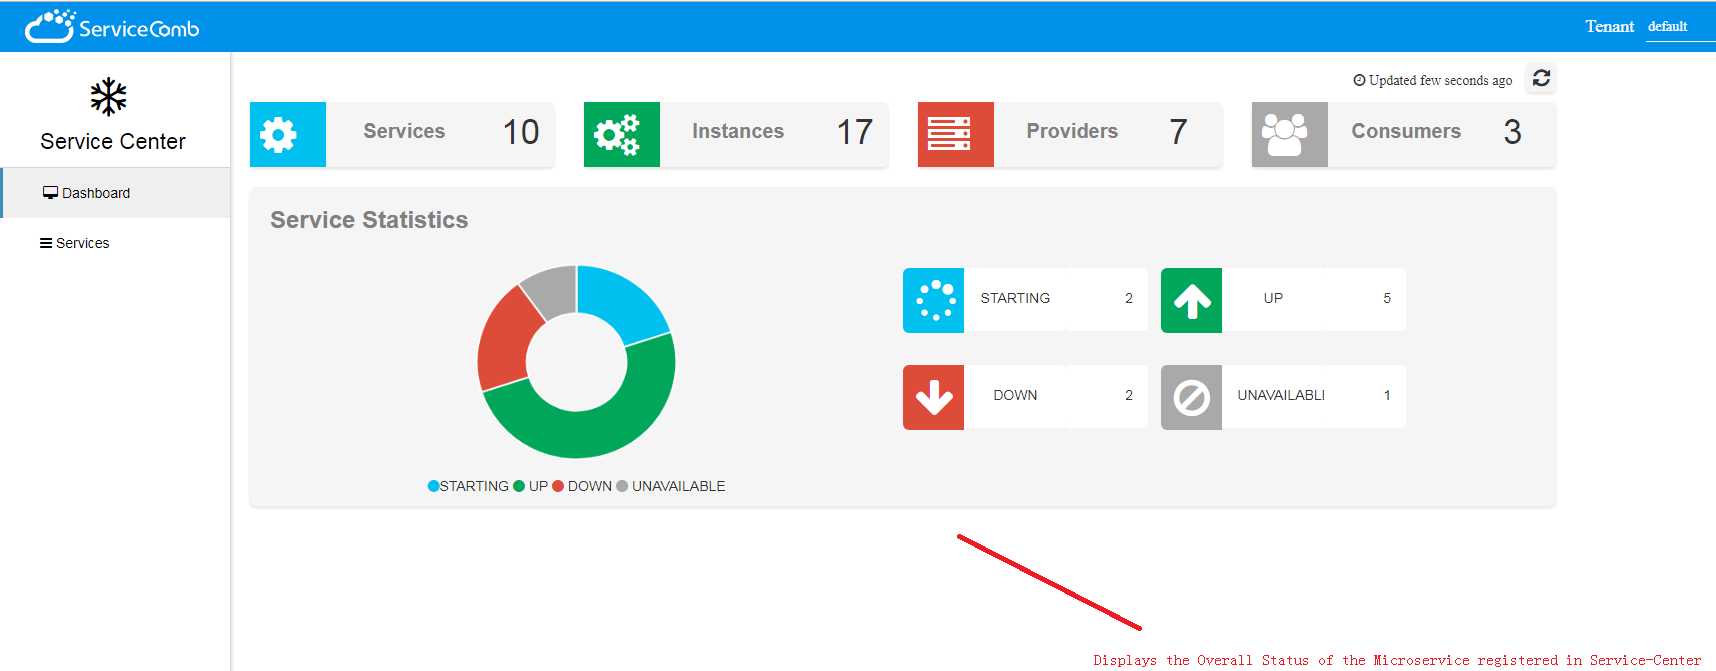 ServiceComb
Tenant default
Updated few seconds ago
Service Center
Dashboard
Services
Services 10
Instances 17
Providers 7
Consumers 3
Service Statistics
STARTING 2
UP 5
DOWN 2
UNAVAILABL 1
STARTING UP DOWN UNAVAILABLE
Displays the Overall Status of the Microservice registered in Service-Center